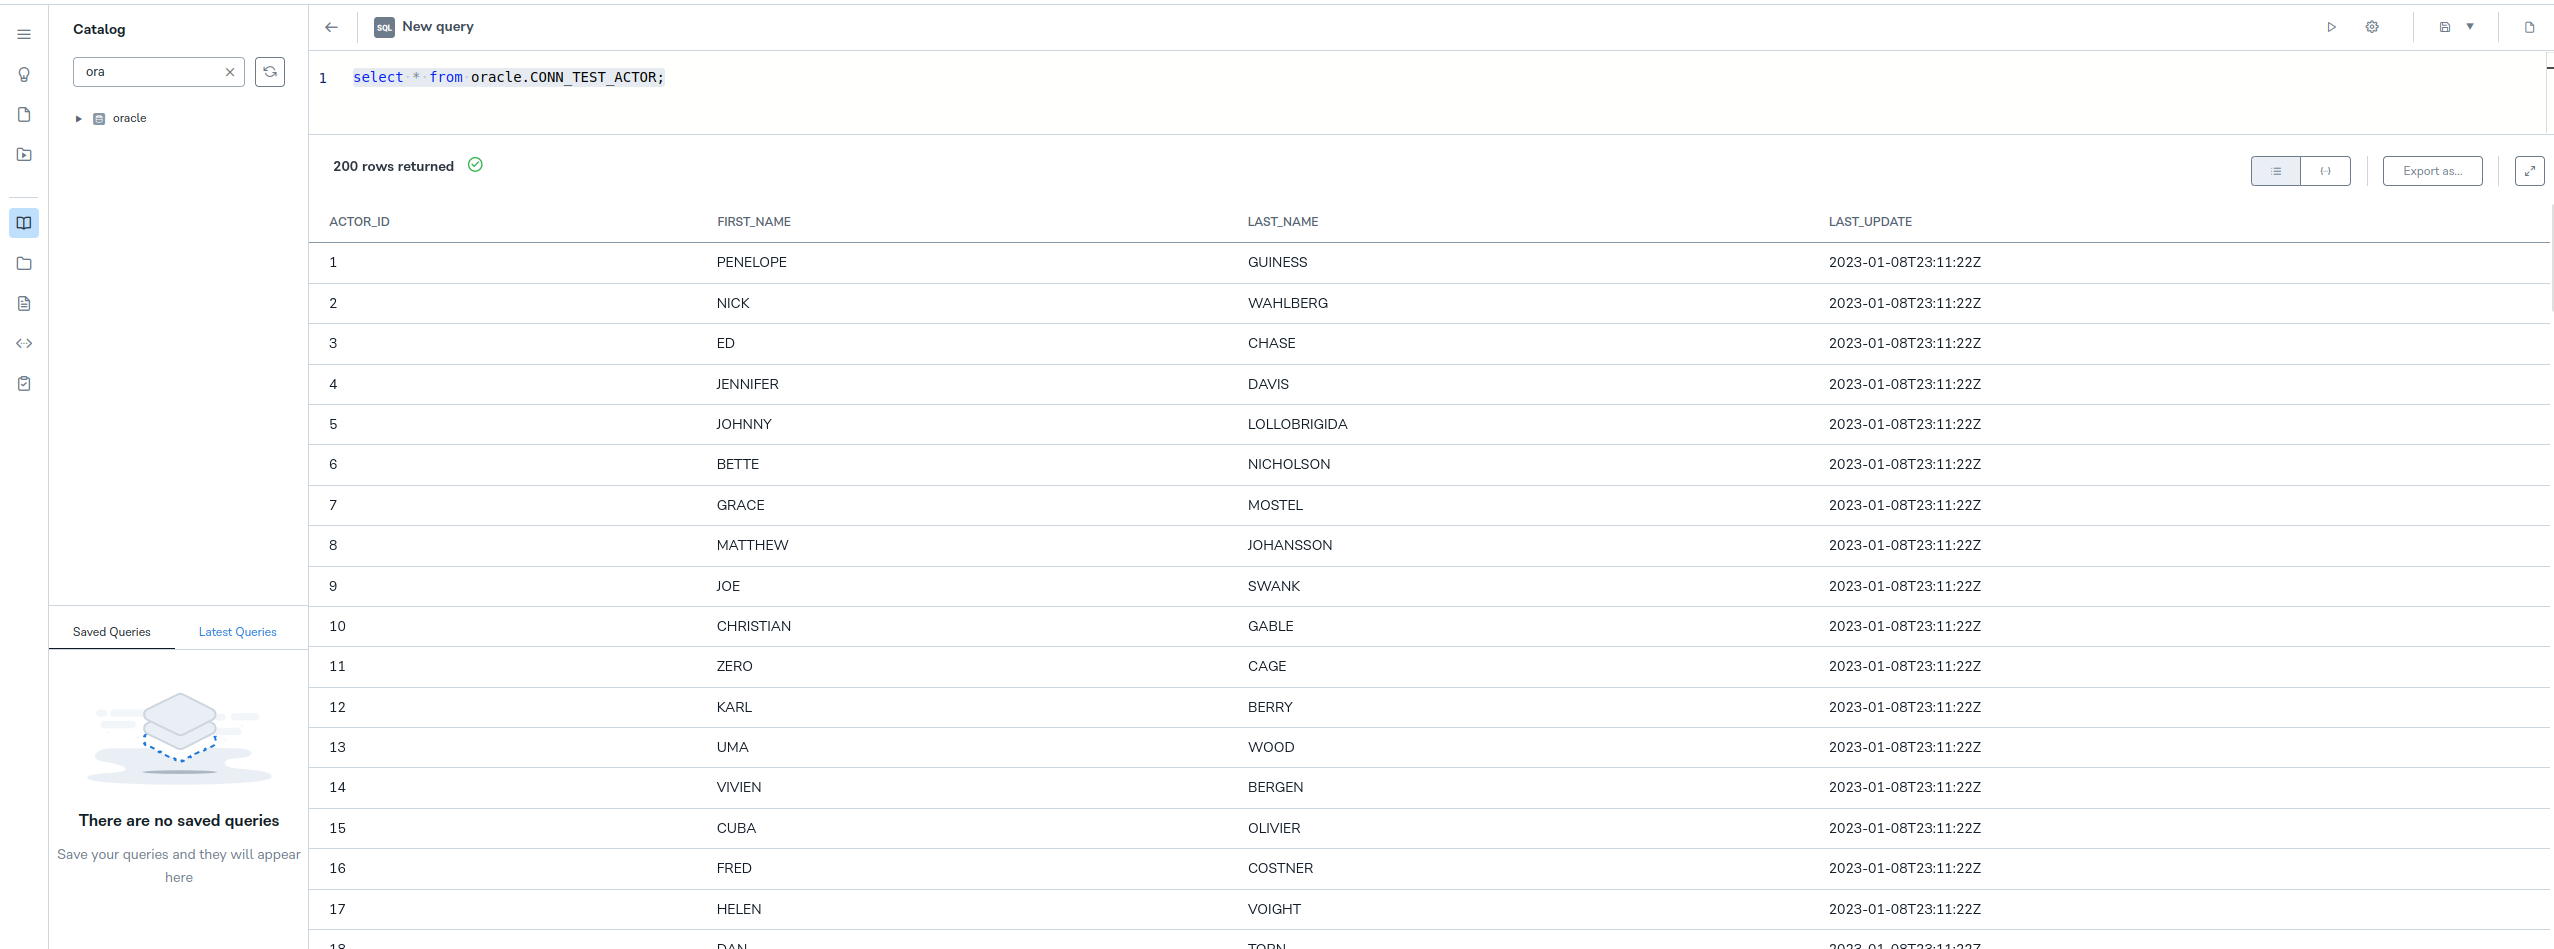 Catalog
ora
oracle
Saved Queries Latest Queries
There are no saved queries
Save your queries and they will appear
here
SQL New query
1 select * from oracle.CONN_TEST_ACTOR;
200 rows returned
Export as...
ACTOR_ID FIRST_NAME LAST_NAME LAST_UPDATE
1 PENELOPE GUINESS 2023-01-08T23:11:22Z
2 NICK WAHLBERG 2023-01-08T23:11:22Z
3 ED CHASE 2023-01-08T23:11:22Z
4 JENNIFER DAVIS 2023-01-08T23:11:22Z
5 JOHNNY LOLLOBRIGIDA 2023-01-08T23:11:22Z
6 BETTE NICHOLSON 2023-01-08T23:11:22Z
7 GRACE MOSTEL 2023-01-08T23:11:22Z
8 MATTHEW JOHANSSON 2023-01-08T23:11:22Z
9 JOE SWANK 2023-01-08T23:11:22Z
10 CHRISTIAN GABLE 2023-01-08T23:11:22Z
11 ZERO CAGE 2023-01-08T23:11:22Z
12 KARL BERRY 2023-01-08T23:11:22Z
13 UMA WOOD 2023-01-08T23:11:22Z
14 VIVIEN BERGEN 2023-01-08T23:11:22Z
15 CUBA OLIVIER 2023-01-08T23:11:22Z
16 FRED COSTNER 2023-01-08T23:11:22Z
17 HELEN VOIGHT 2023-01-08T23:11:22Z
18 DAN TORN 2023-01-08T23:11:22Z